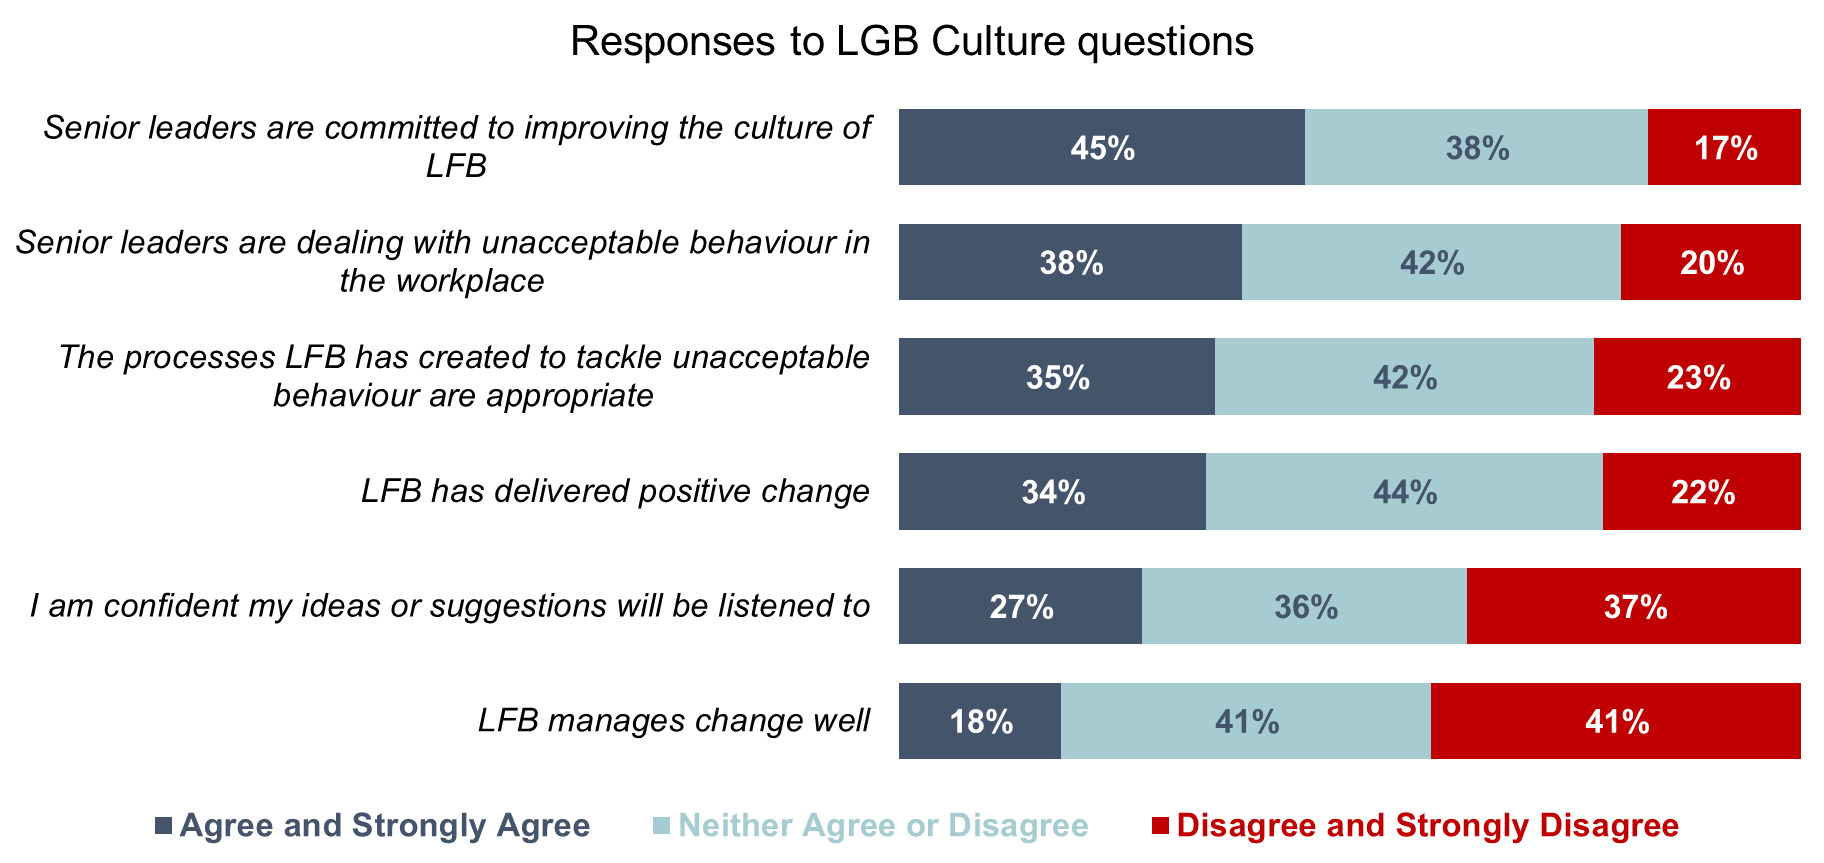 Responses to LGB Culture questions
Senior leaders are committed to improving the culture of
LFB
45%
38%
17%
Senior leaders are dealing with unacceptable behaviour in
the workplace
38%
42%
20%
The processes LFB has created to tackle unacceptable
behaviour are appropriate
35%
42%
23%
LFB has delivered positive change
34%
44%
22%
I am confident my ideas or suggestions will be listened to
27%
36%
37%
LFB manages change well
18%
41%
41%
Agree and Strongly Agree
Neither Agree or Disagree
Disagree and Strongly Disagree